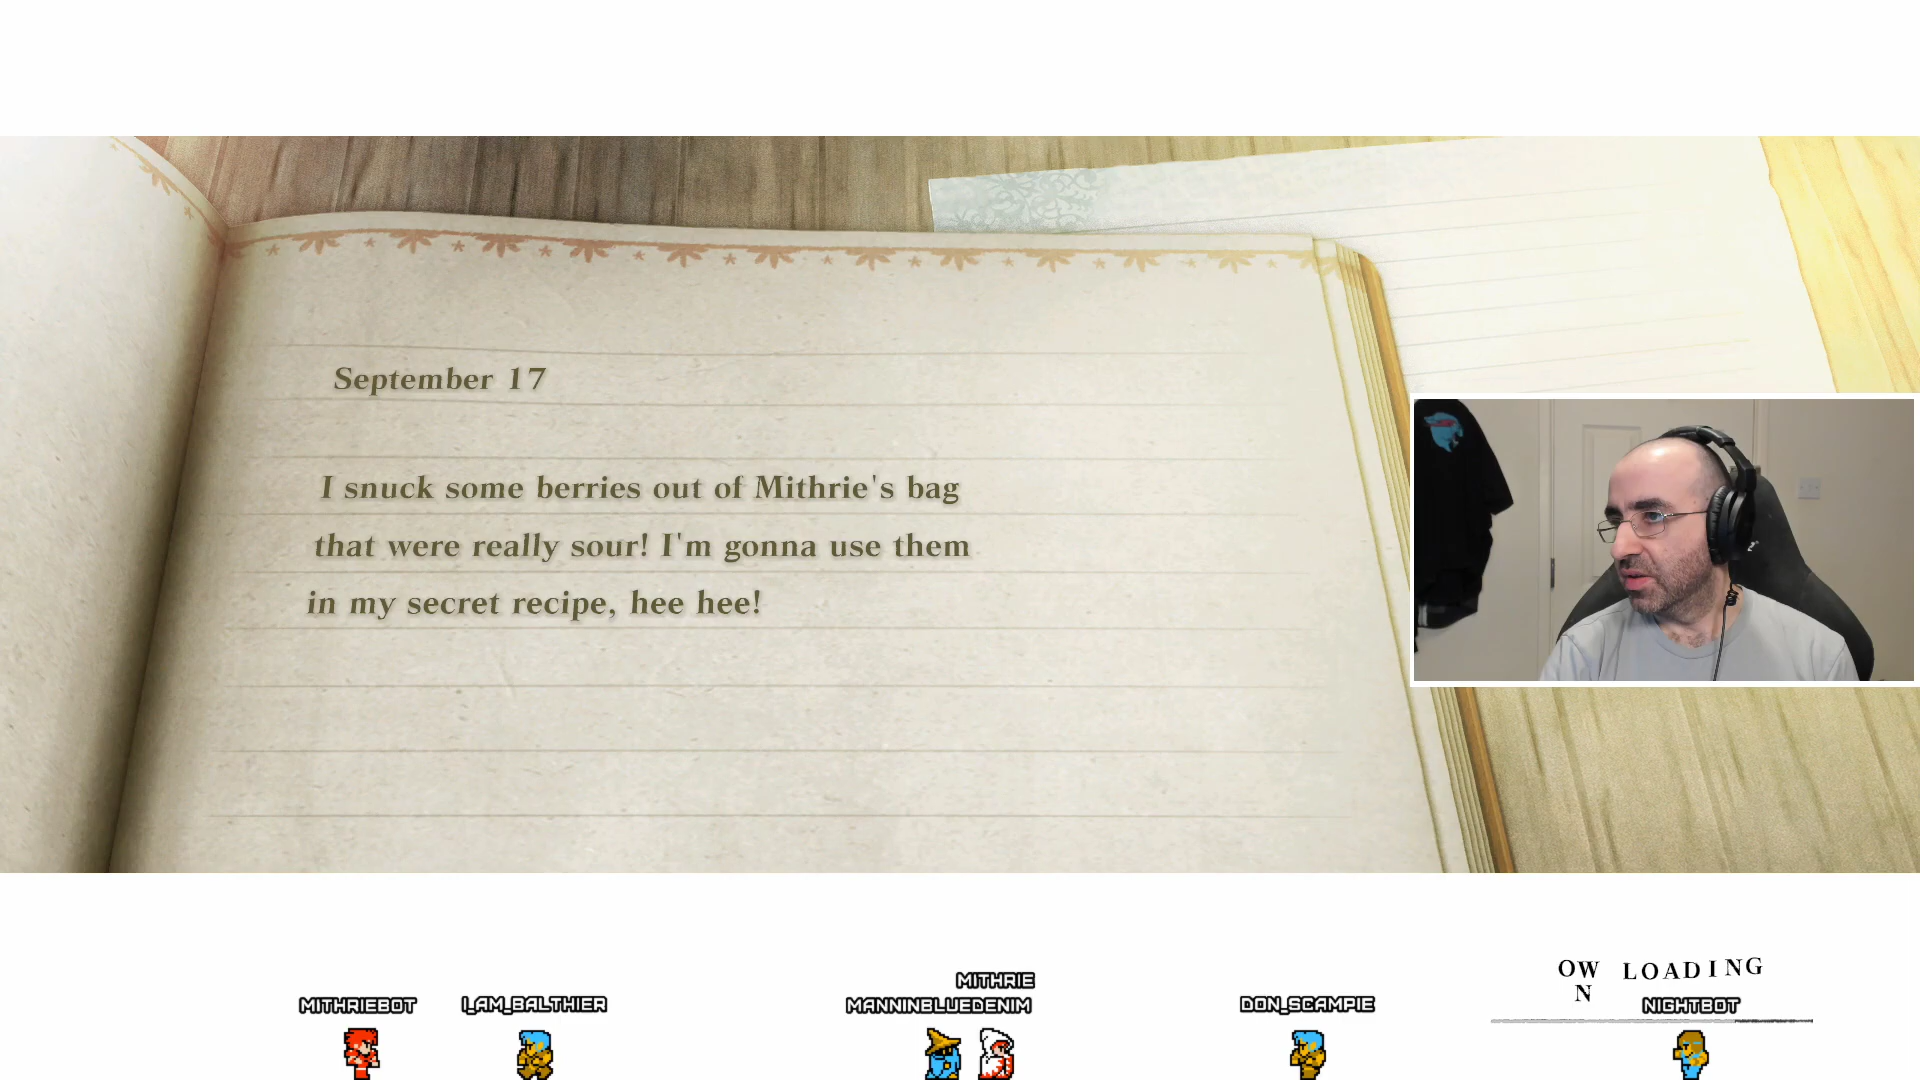 September 17
I snuck some berries out of Mithrie's bag
that were really sour! I'm gonna use them
in my secret recipe, hee hee!
OW
N
LOADING
MITHRIE
MITHRIEBOT
I_AM_BALTHIER
MANNINBLUEDENIM
DON_SCAMPIE
NIGHTBOT